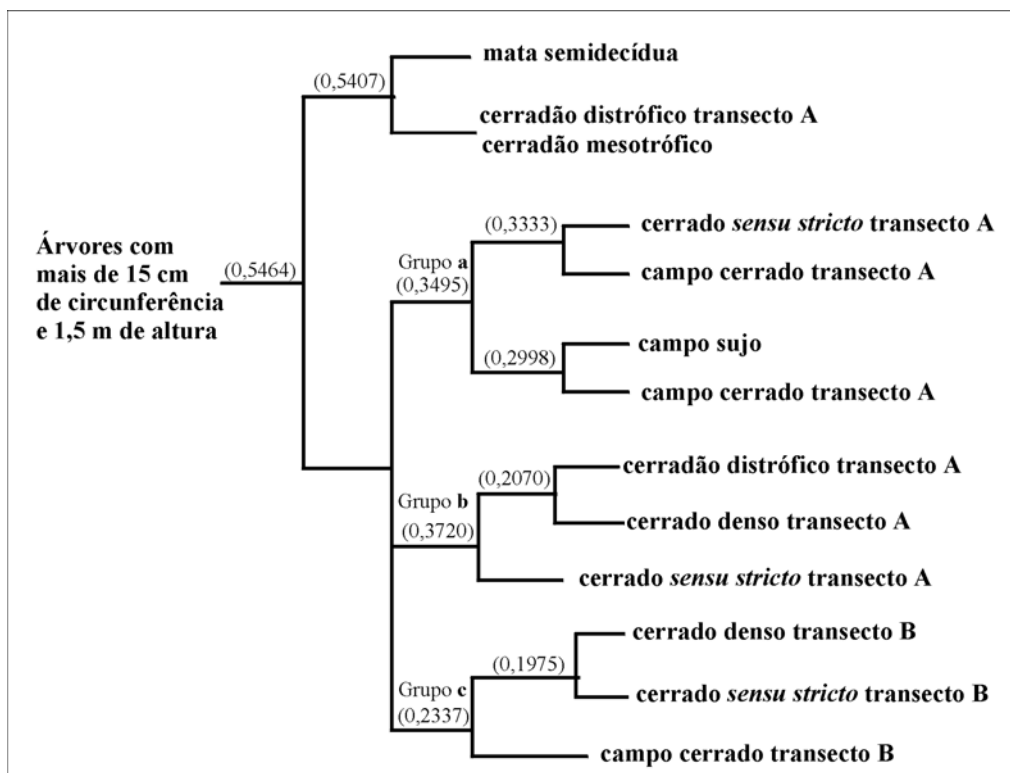 mata semidecídua
(0,5407)
cerradão distrófico transecto A
cerradão mesotrófico
Árvores com
mais de 15 cm
de circunferência
e 1,5 m de altura
(0,5464)
Grupo a
(0,3495)
(0,3333)
cerrado sensu stricto transecto A
campo cerrado transecto A
(0,2998)
campo sujo
campo cerrado transecto A
Grupo b
(0,3720)
(0,2070)
cerradão distrófico transecto A
cerrado denso transecto A
cerrado sensu stricto transecto A
Grupo c
(0,2337)
(0,1975)
cerrado denso transecto B
cerrado sensu stricto transecto B
campo cerrado transecto B